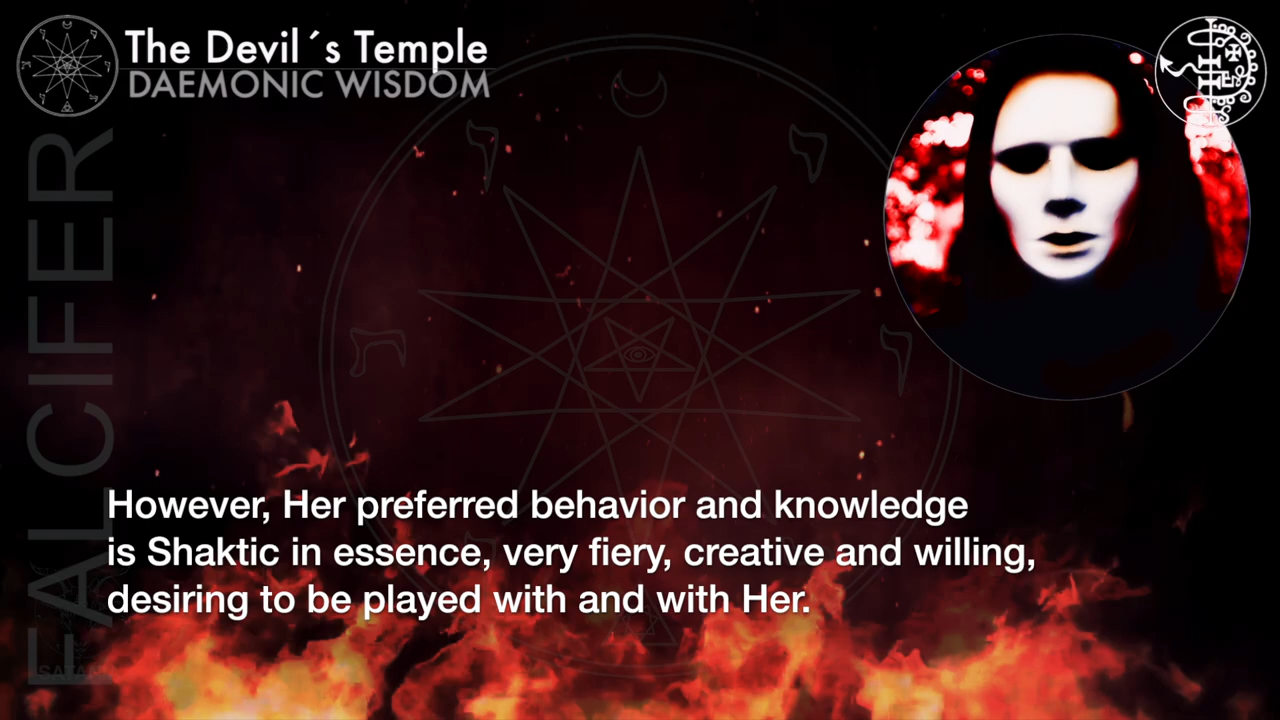 The Devil´s Temple
DAEMONIC WISDOM
FALCIFER
SATAN
However, Her preferred behavior and knowledge
is Shaktic in essence, very fiery, creative and willing,
desiring to be played with and with Her.